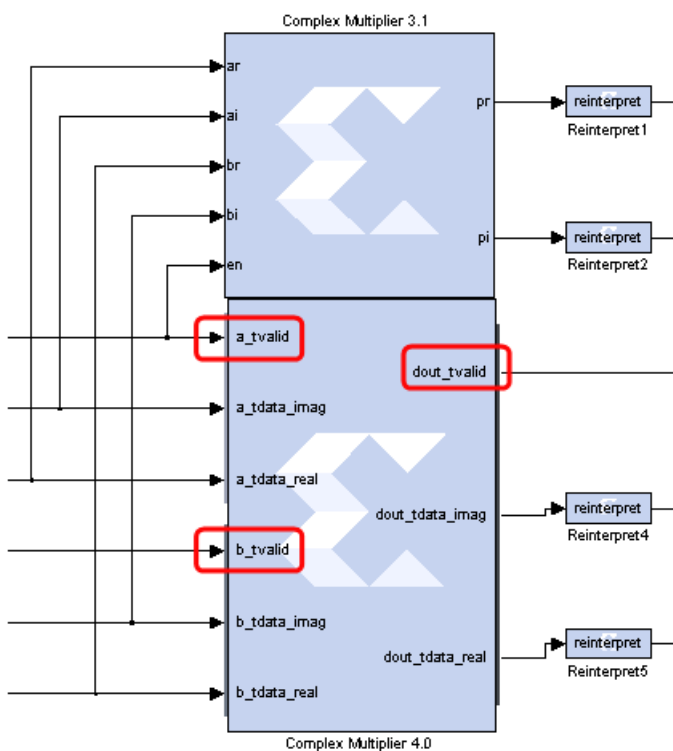 Complex Multiplier 3.1
ar
ai
br
bi
en
pr
pi
reinterpret
Reinterpret1
reinterpret
Reinterpret2
a_tvalid
a_tdata_imag
a_tdata_real
b_tvalid
b_tdata_imag
b_tdata_real
dout_tvalid
dout_tdata_imag
dout_tdata_real
reinterpret
Reinterpret4
reinterpret
Reinterpret5
Complex Multiplier 4.0